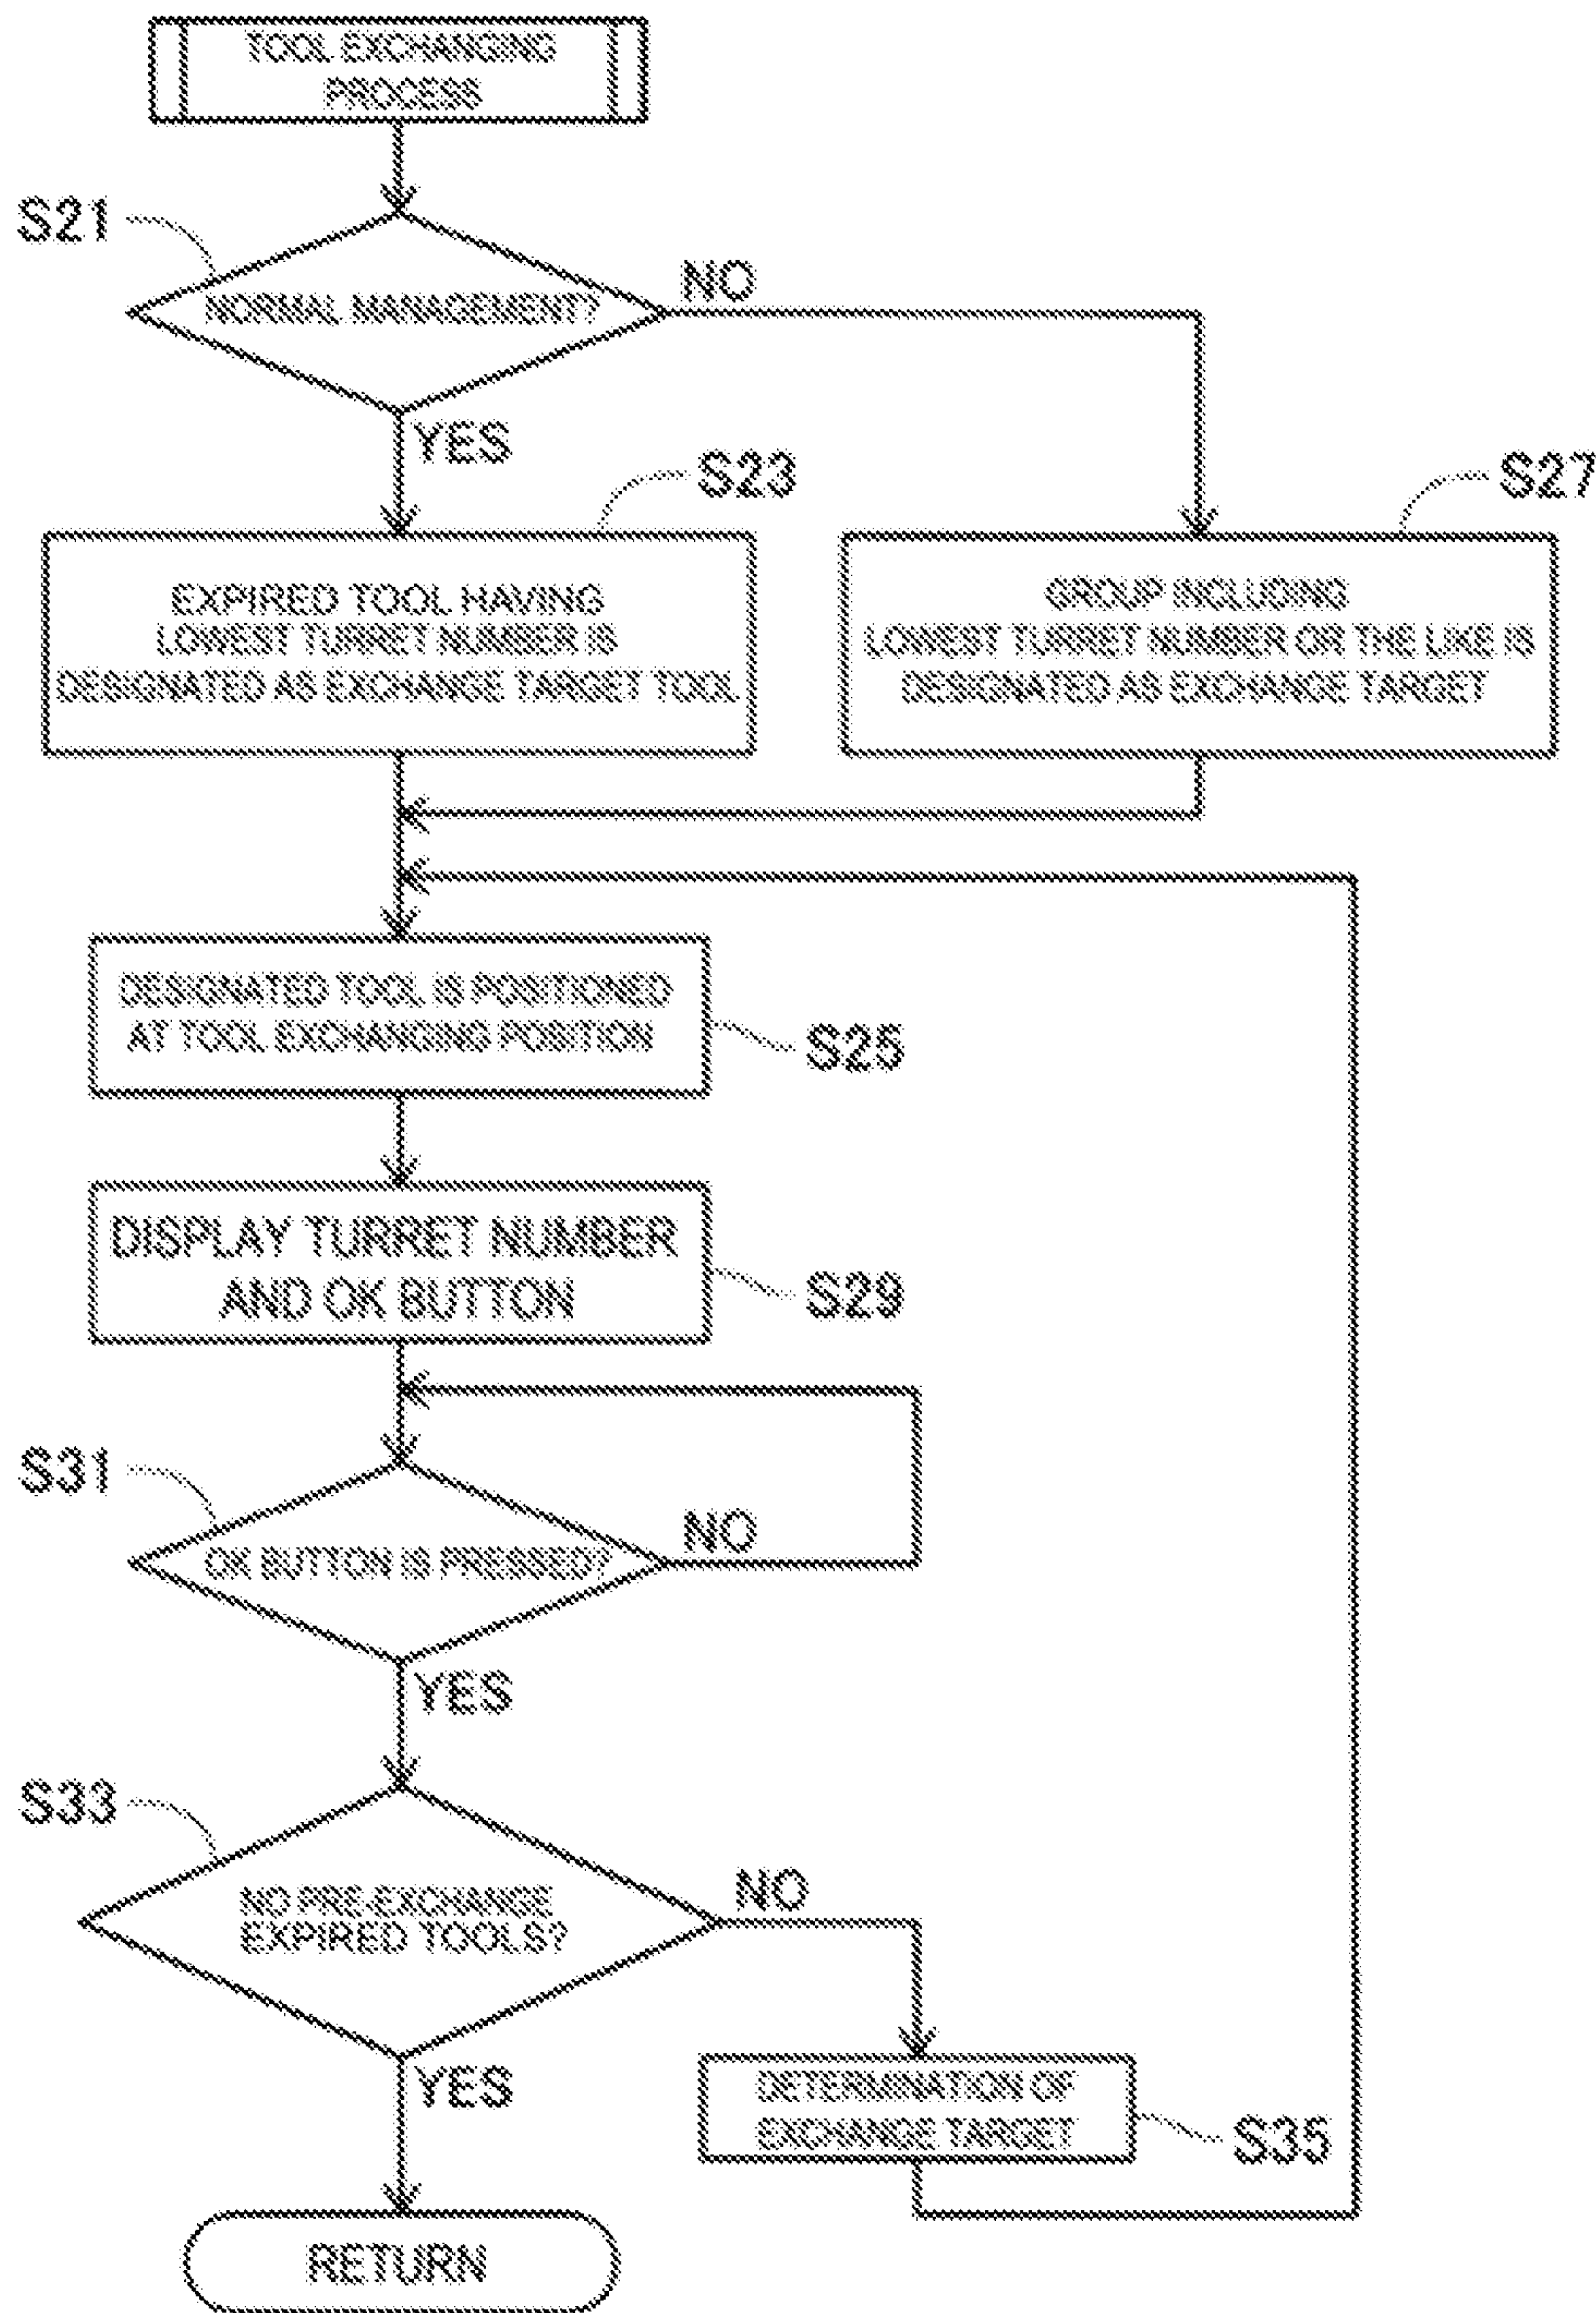 TOOL EXCHANGING
PROCESS
S21
NORMAL MANAGEMENT?
NO
YES
S23
S27
EXPIRED TOOL HAVING
LOWEST TURRET NUMBER IS
DESIGNATED AS EXCHANGE TARGET TOOL
GROUP INCLUDING
LOWEST TURRET NUMBER OR THE LIKE IS
DESIGNATED AS EXCHANGE TARGET
DESIGNATED TOOL IS POSITIONED
AT TOOL EXCHANGING POSITION
S25
DISPLAY TURRET NUMBER
AND OK BUTTON
S29
S31
OK BUTTON IS PRESSED?
NO
YES
S33
NO PRE-EXCHANGE
EXPIRED TOOLS?
NO
YES
DETERMINATION OF
EXCHANGE TARGET
S35
RETURN